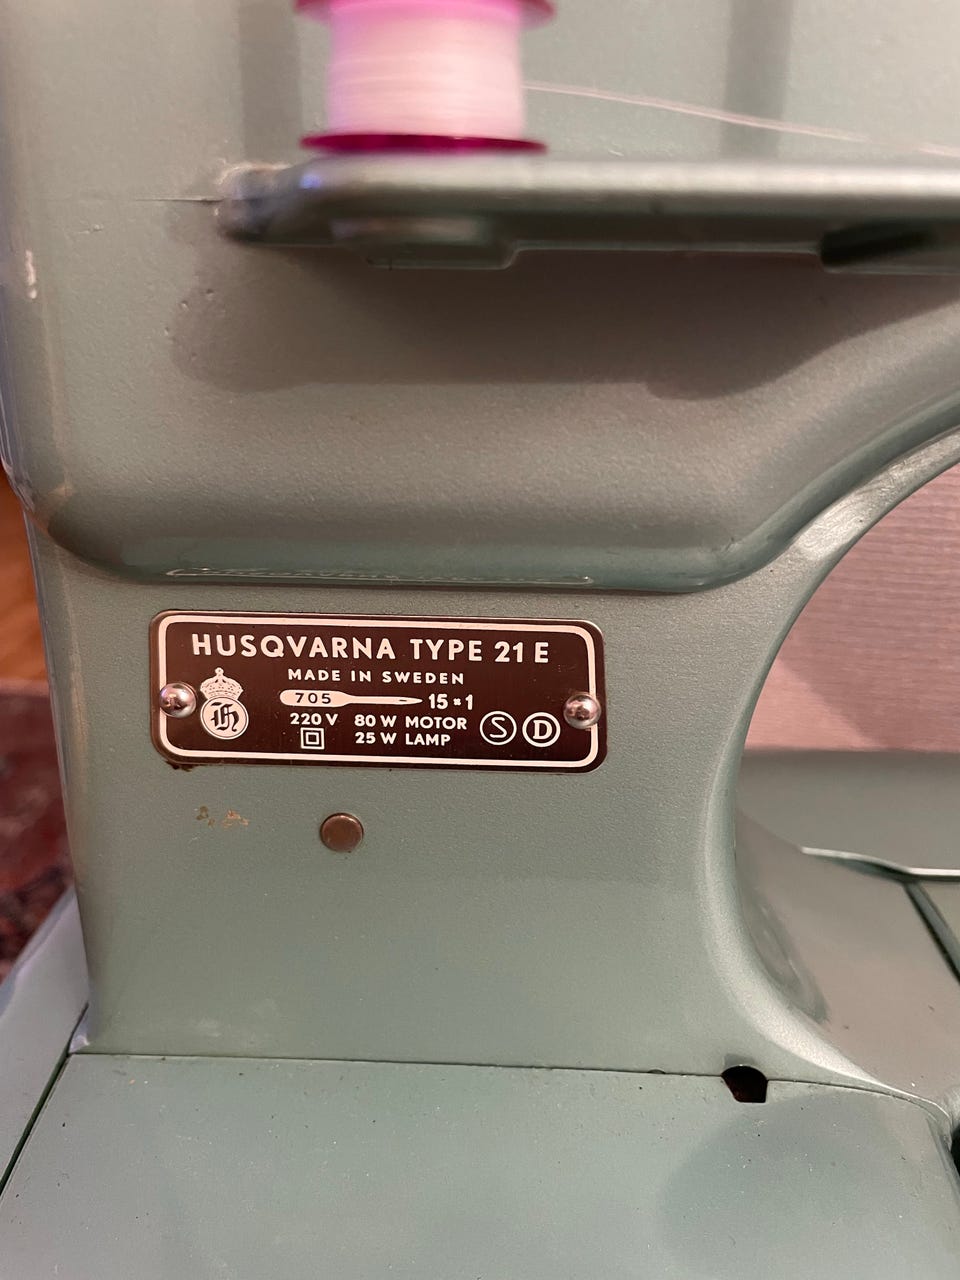 HUSQVARNA TYPE 21 E
MADE IN SWEDEN
705 15×1
H
220 V 80 W MOTOR S D
25 W LAMP